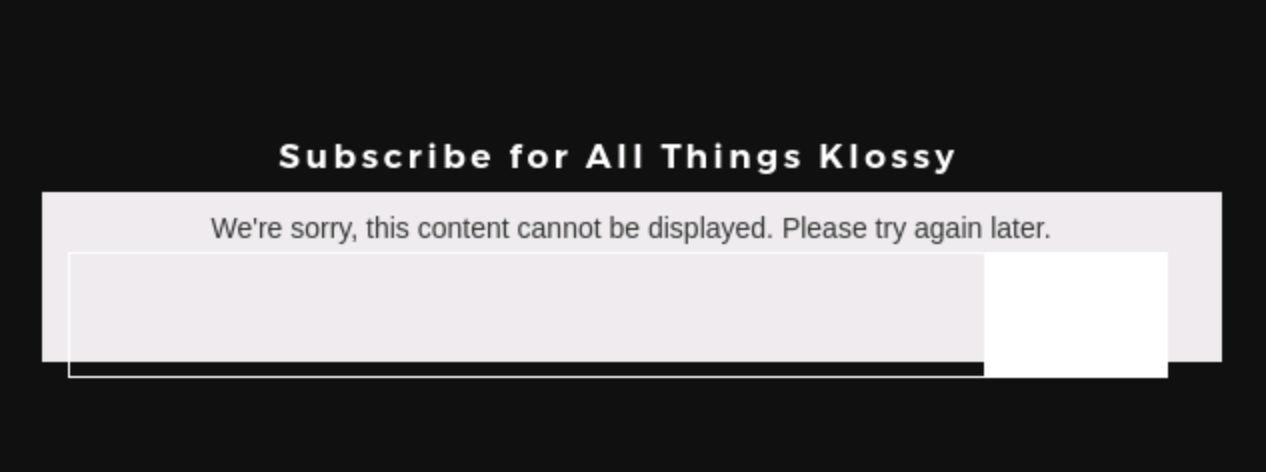 Subscribe for All Things Klossy
We're sorry, this content cannot be displayed. Please try again later.